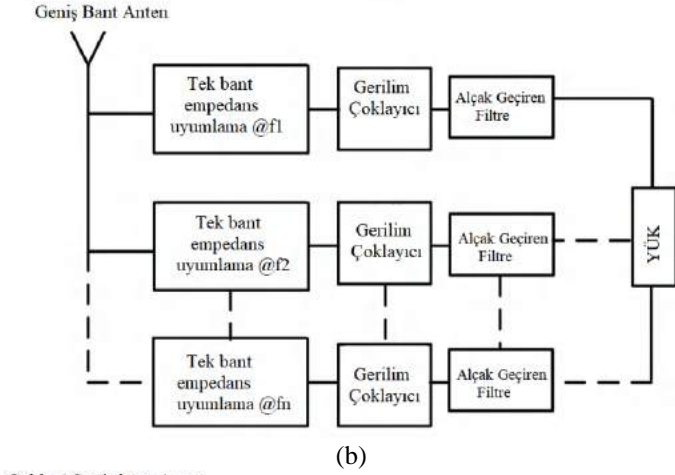 Geniş Bant Anten
Tek bant
empedans
uyumlama @f1
Gerilim
Çoklayıcı
Alçak Geçiren
Filtre
Tek bant
empedans
uyumlama @f2
Gerilim
Çoklayıcı
Alçak Geçiren
Filtre
YÜK
Tek bant
empedans
uyumlama @fn
Gerilim
Çoklayıcı
Alçak Geçiren
Filtre
(b)